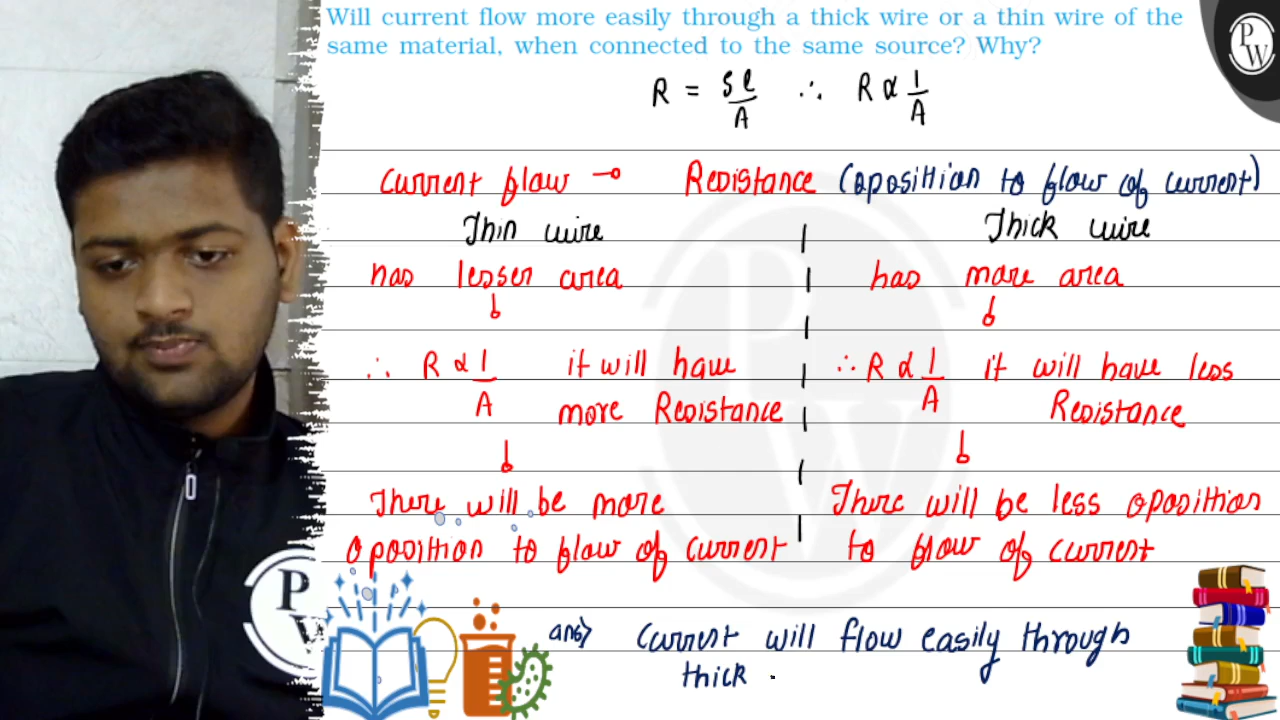 Will current flow more easily through a thick wire or a thin wire of the
same material, when connected to the same source? Why?
R = ρl/A ∴ R ∝ 1/A
current flow → Resistance (oposition to flow of current)
Thin wire
Thick wire
has lesser area
has more area
∴ R ∝ 1/A it will have
more Resistance
∴ R ∝ 1/A it will have less
Resistance
There will be more
oposition to flow of current
There will be less oposition
to flow of current
ans> Current will flow easily through
thick
P
W
P
W